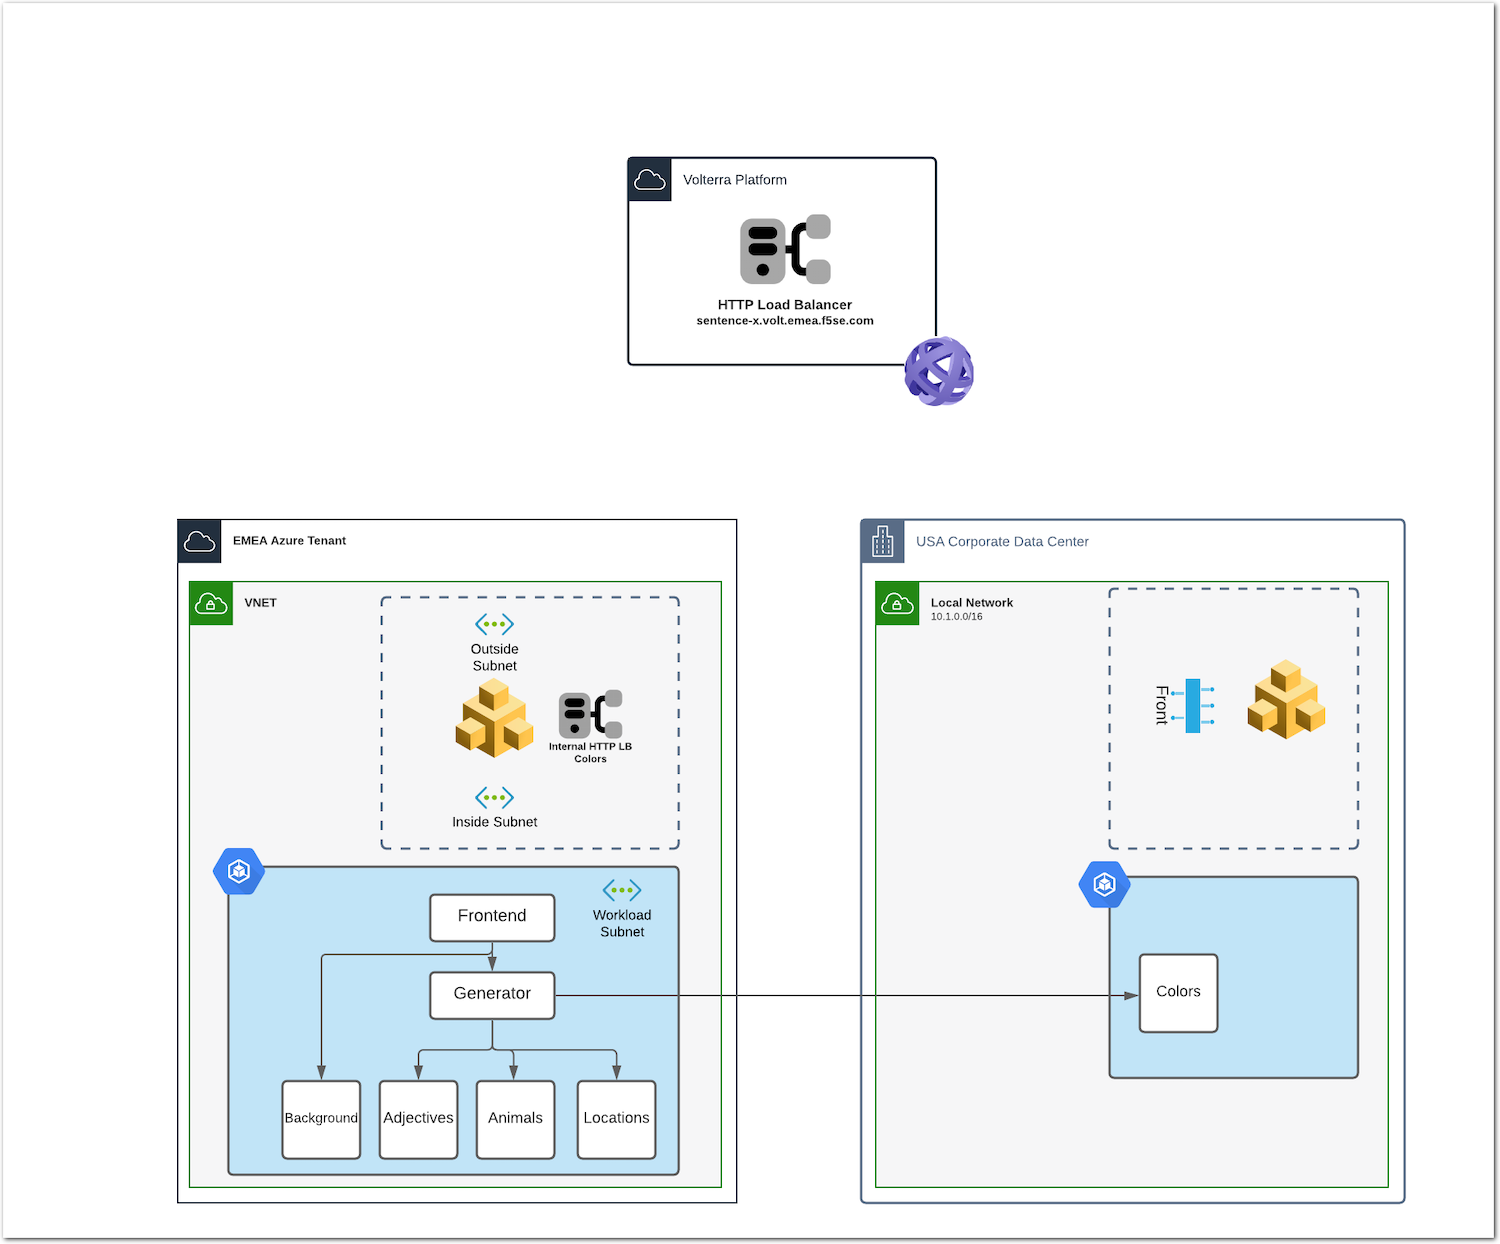 Volterra Platform
HTTP Load Balancer
sentence-x.volt.emea.f5se.com
EMEA Azure Tenant
VNET
Outside
Subnet
Internal HTTP LB
Colors
Inside Subnet
Workload
Subnet
Frontend
Generator
Background
Adjectives
Animals
Locations
USA Corporate Data Center
Local Network
10.1.0.0/16
Front
Colors